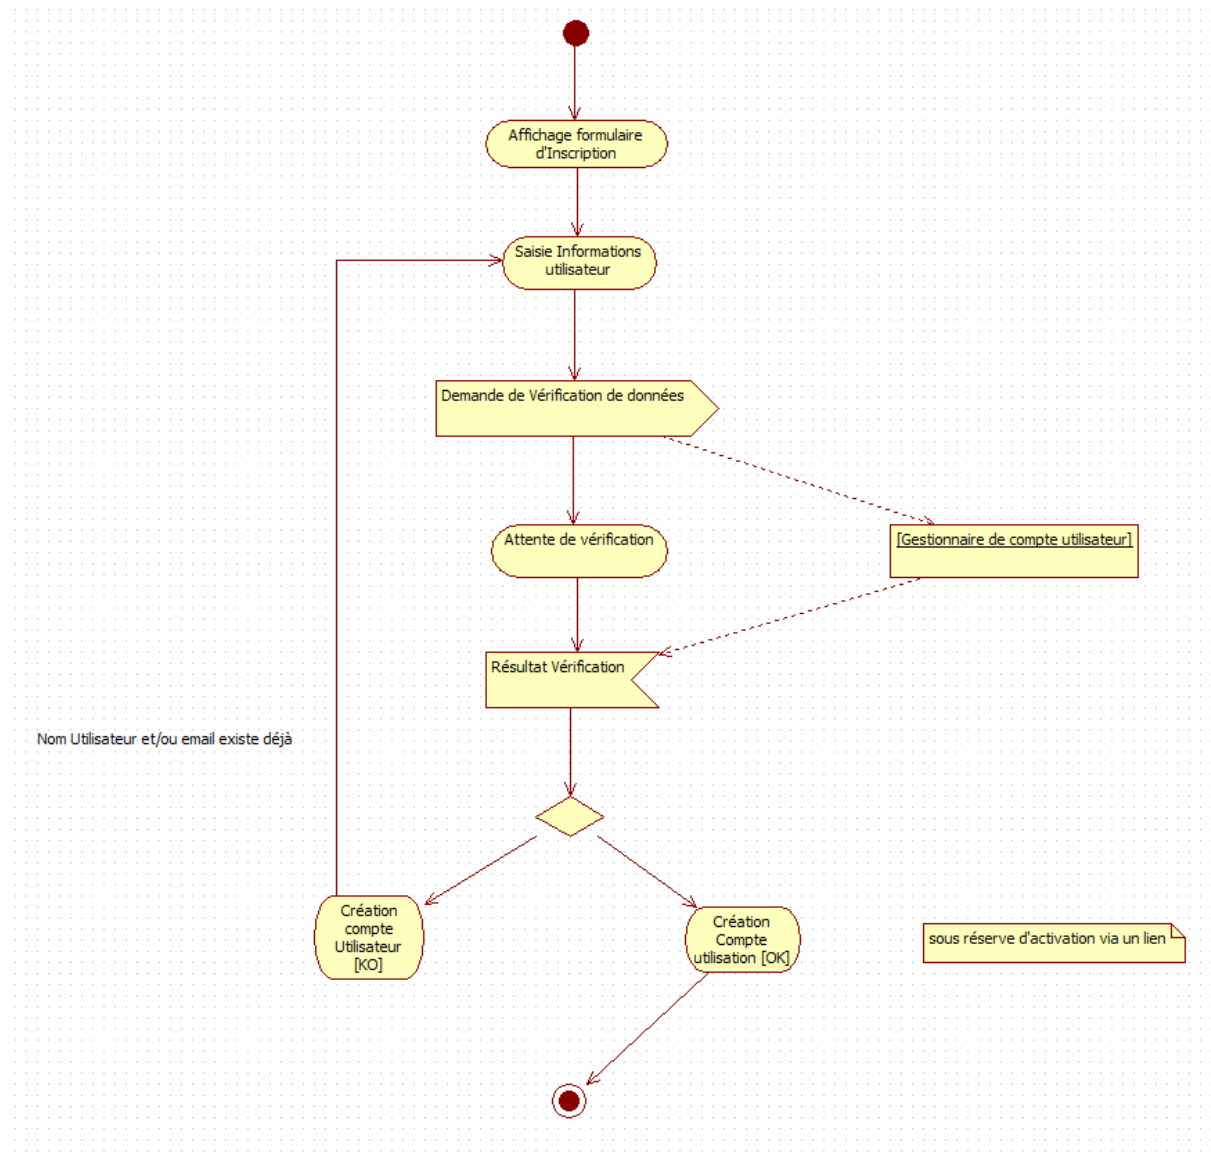 Affichage formulaire
d'Inscription
Saisie Informations
utilisateur
Demande de Vérification de données
Attente de vérification
[Gestionnaire de compte utilisateur]
Résultat Vérification
Nom Utilisateur et/ou email existe déjà
Création
compte
Utilisateur
[KO]
Création
Compte
utilisation [OK]
sous réserve d'activation via un lien